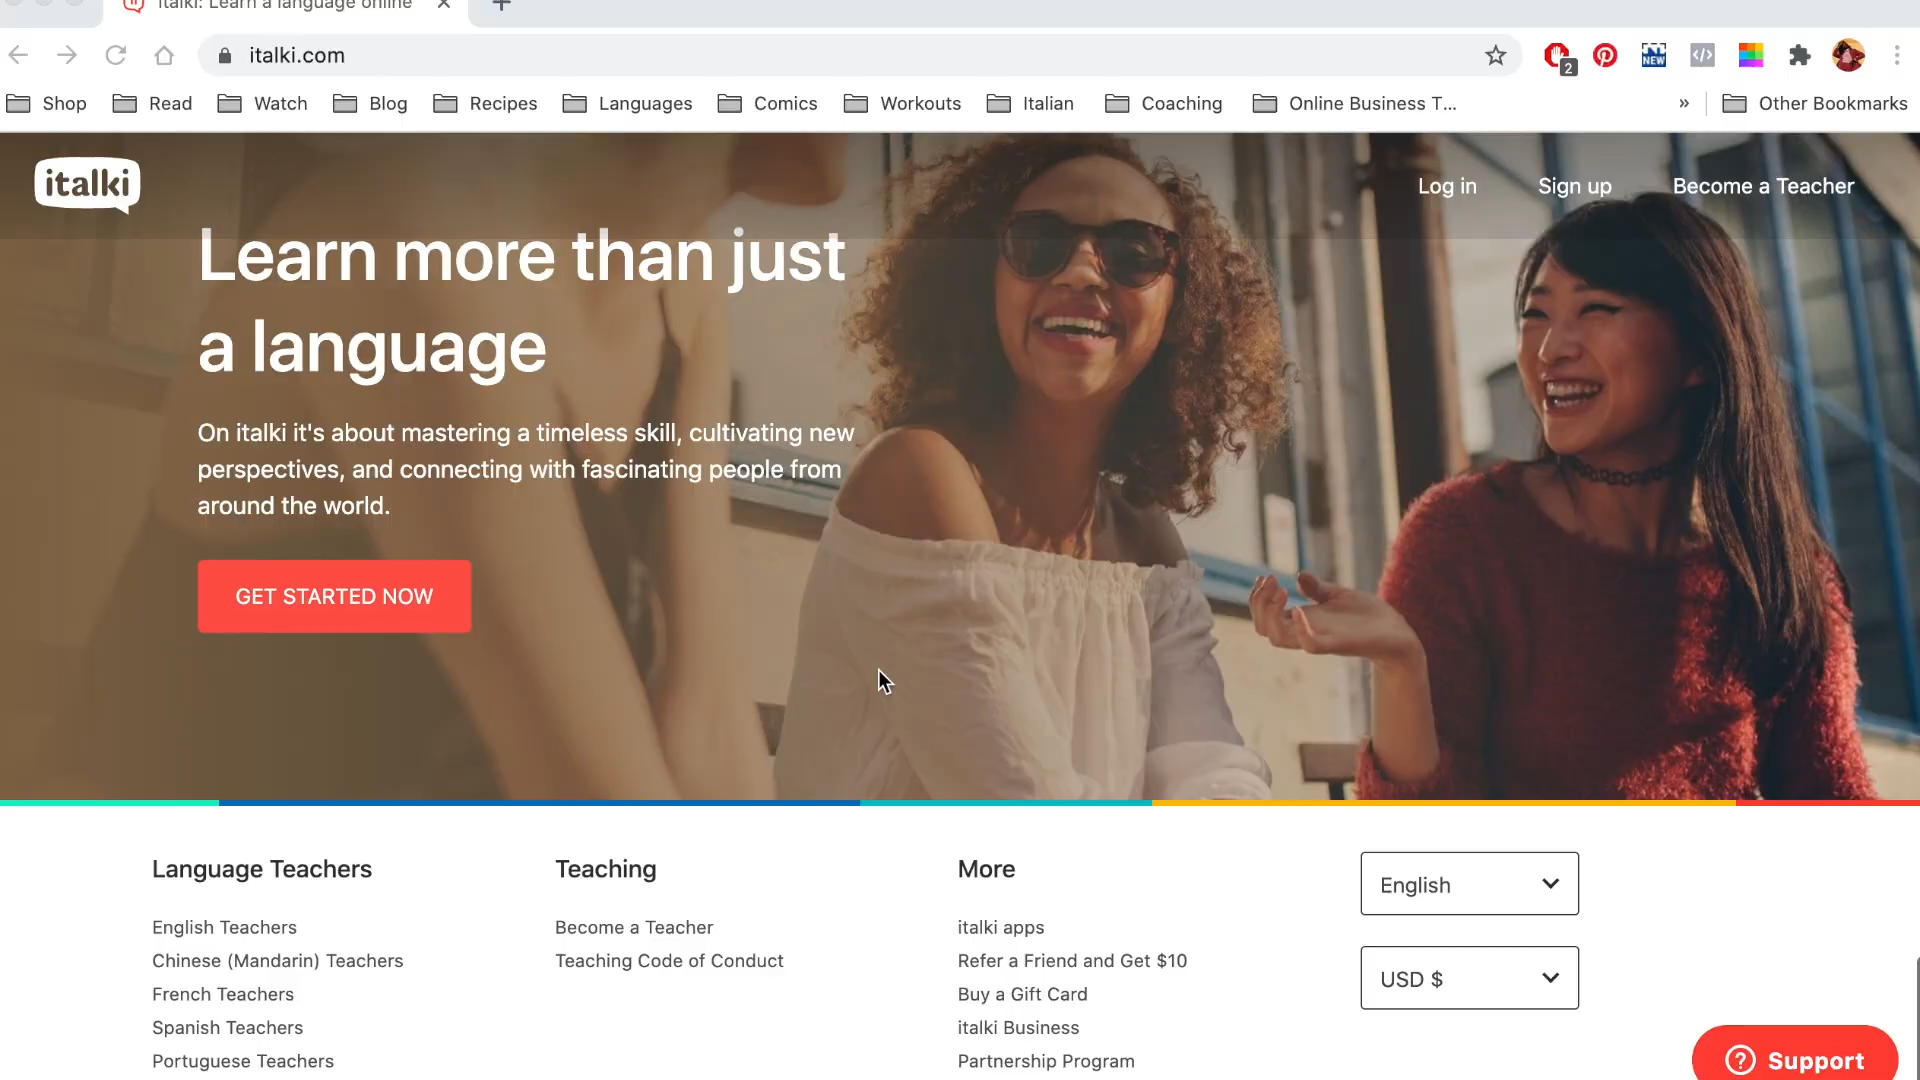 italki: Learn a language online
italki.com
2
NEW
Shop
Read
Watch
Blog
Recipes
Languages
Comics
Workouts
Italian
Coaching
Online Business T...
»
Other Bookmarks
italki
Log in
Sign up
Become a Teacher
Learn more than just
a language
On italki it's about mastering a timeless skill, cultivating new
perspectives, and connecting with fascinating people from
around the world.
GET STARTED NOW
Language Teachers
English Teachers
Chinese (Mandarin) Teachers
French Teachers
Spanish Teachers
Portuguese Teachers
Teaching
Become a Teacher
Teaching Code of Conduct
More
italki apps
Refer a Friend and Get $10
Buy a Gift Card
italki Business
Partnership Program
English
USD $
Support